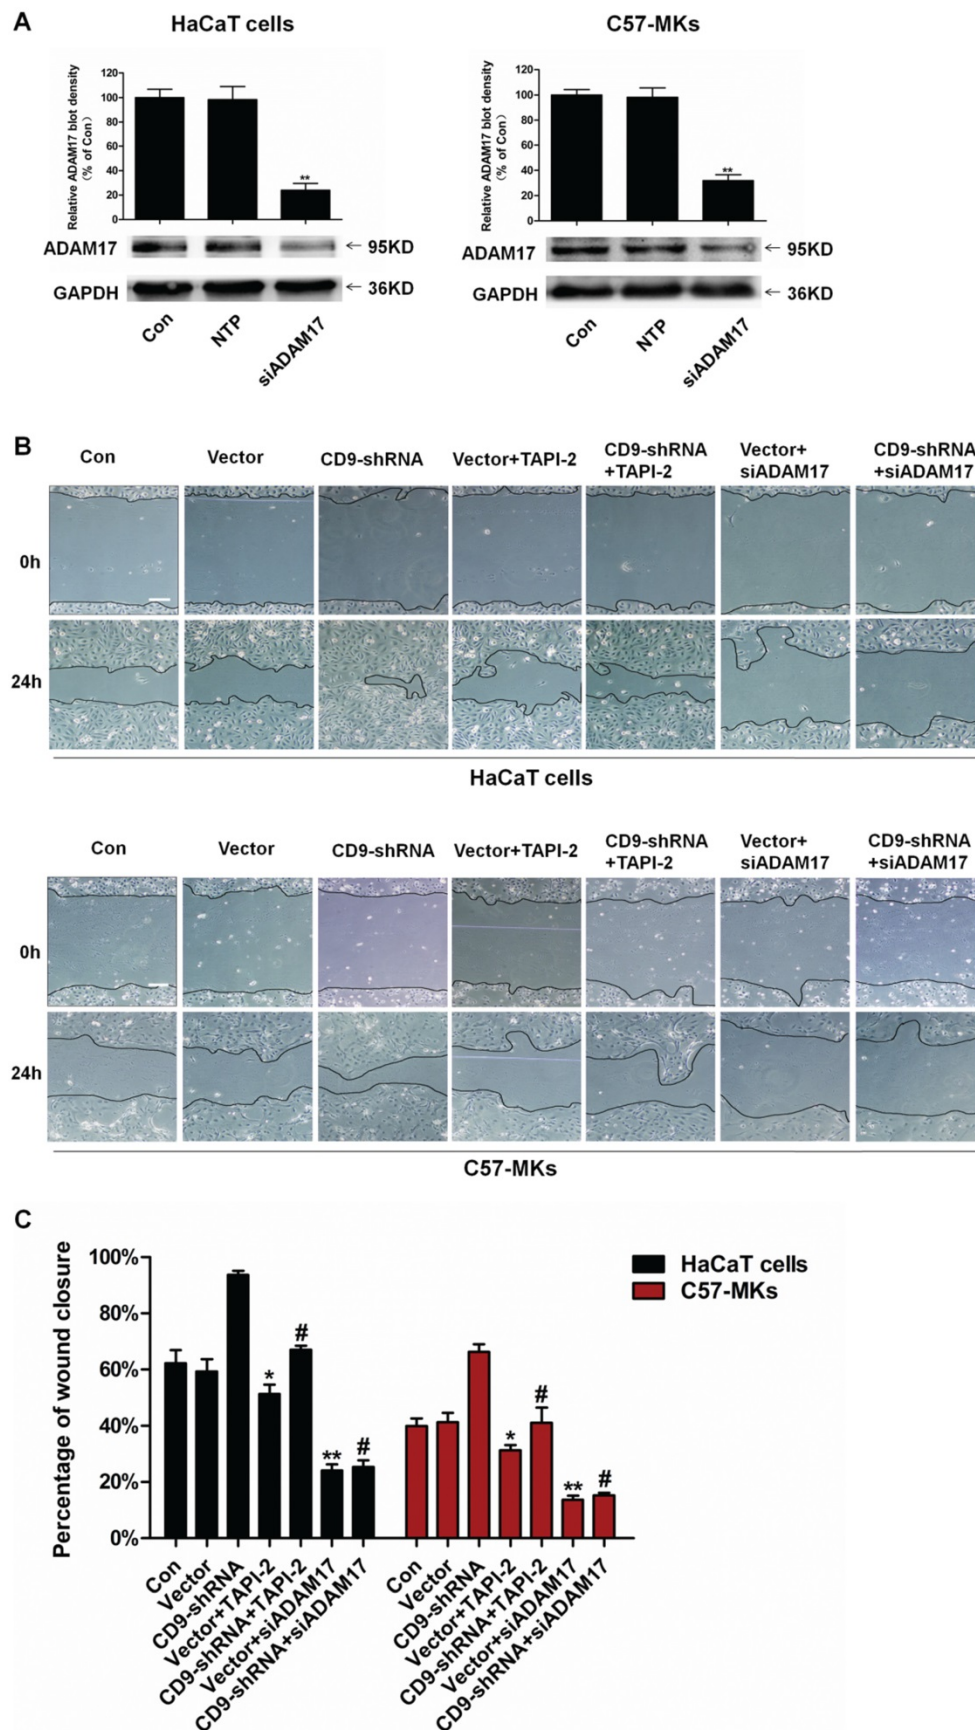 A
HaCaT cells
C57-MKs
Relative ADAM17 blot density
(% of Con)
120
100
80
60
40
20
0
**
ADAM17
← 95KD
GAPDH
← 36KD
Con
NTP
siADAM17
Relative ADAM17 blot density
(% of Con)
120
100
80
60
40
20
0
**
ADAM17
← 95KD
GAPDH
← 36KD
Con
NTP
siADAM17
B
Con
Vector
CD9-shRNA
Vector+TAPI-2
CD9-shRNA
+TAPI-2
Vector+
siADAM17
CD9-shRNA
+siADAM17
0h
24h
HaCaT cells
Con
Vector
CD9-shRNA
Vector+TAPI-2
CD9-shRNA
+TAPI-2
Vector+
siADAM17
CD9-shRNA
+siADAM17
0h
24h
C57-MKs
C
Percentage of wound closure
100%
80%
60%
40%
20%
0%
*
#
**
#
*
#
**
#
HaCaT cells
C57-MKs
Con
Vector
CD9-shRNA
Vector+TAPI-2
CD9-shRNA+TAPI-2
Vector+siADAM17
CD9-shRNA+siADAM17
Con
Vector
CD9-shRNA
Vector+TAPI-2
CD9-shRNA+TAPI-2
Vector+siADAM17
CD9-shRNA+siADAM17